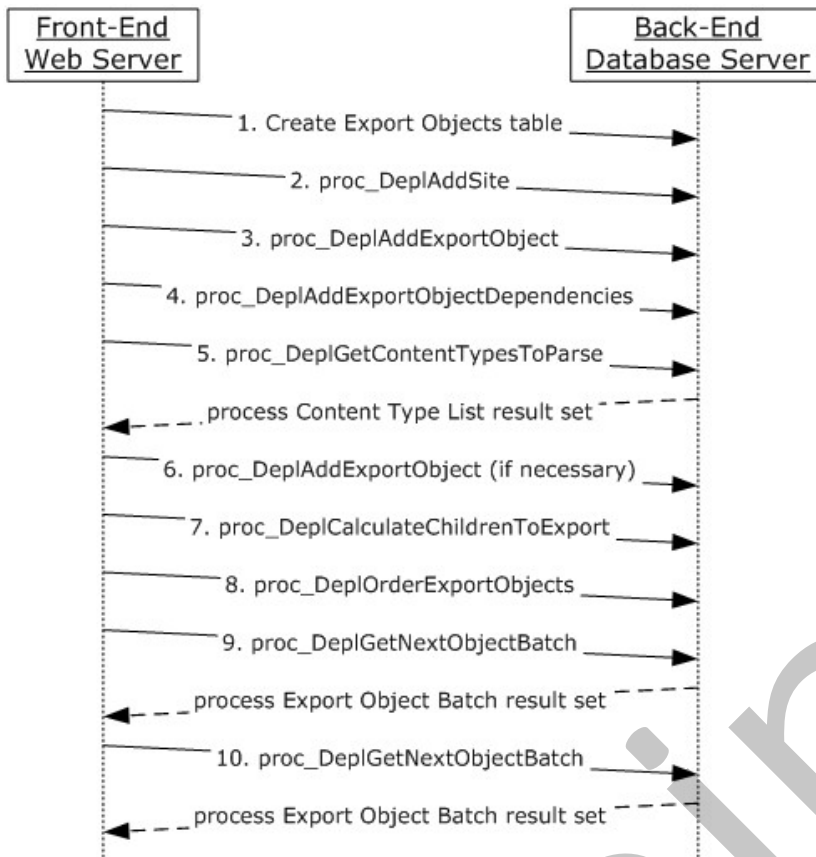 Front-End
Web Server
Back-End
Database Server
1. Create Export Objects table
2. proc_DeplAddSite
3. proc_DeplAddExportObject
4. proc_DeplAddExportObjectDependencies
5. proc_DeplGetContentTypesToParse
process Content Type List result set
6. proc_DeplAddExportObject (if necessary)
7. proc_DeplCalculateChildrenToExport
8. proc_DeplOrderExportObjects
9. proc_DeplGetNextObjectBatch
process Export Object Batch result set
10. proc_DeplGetNextObjectBatch
process Export Object Batch result set